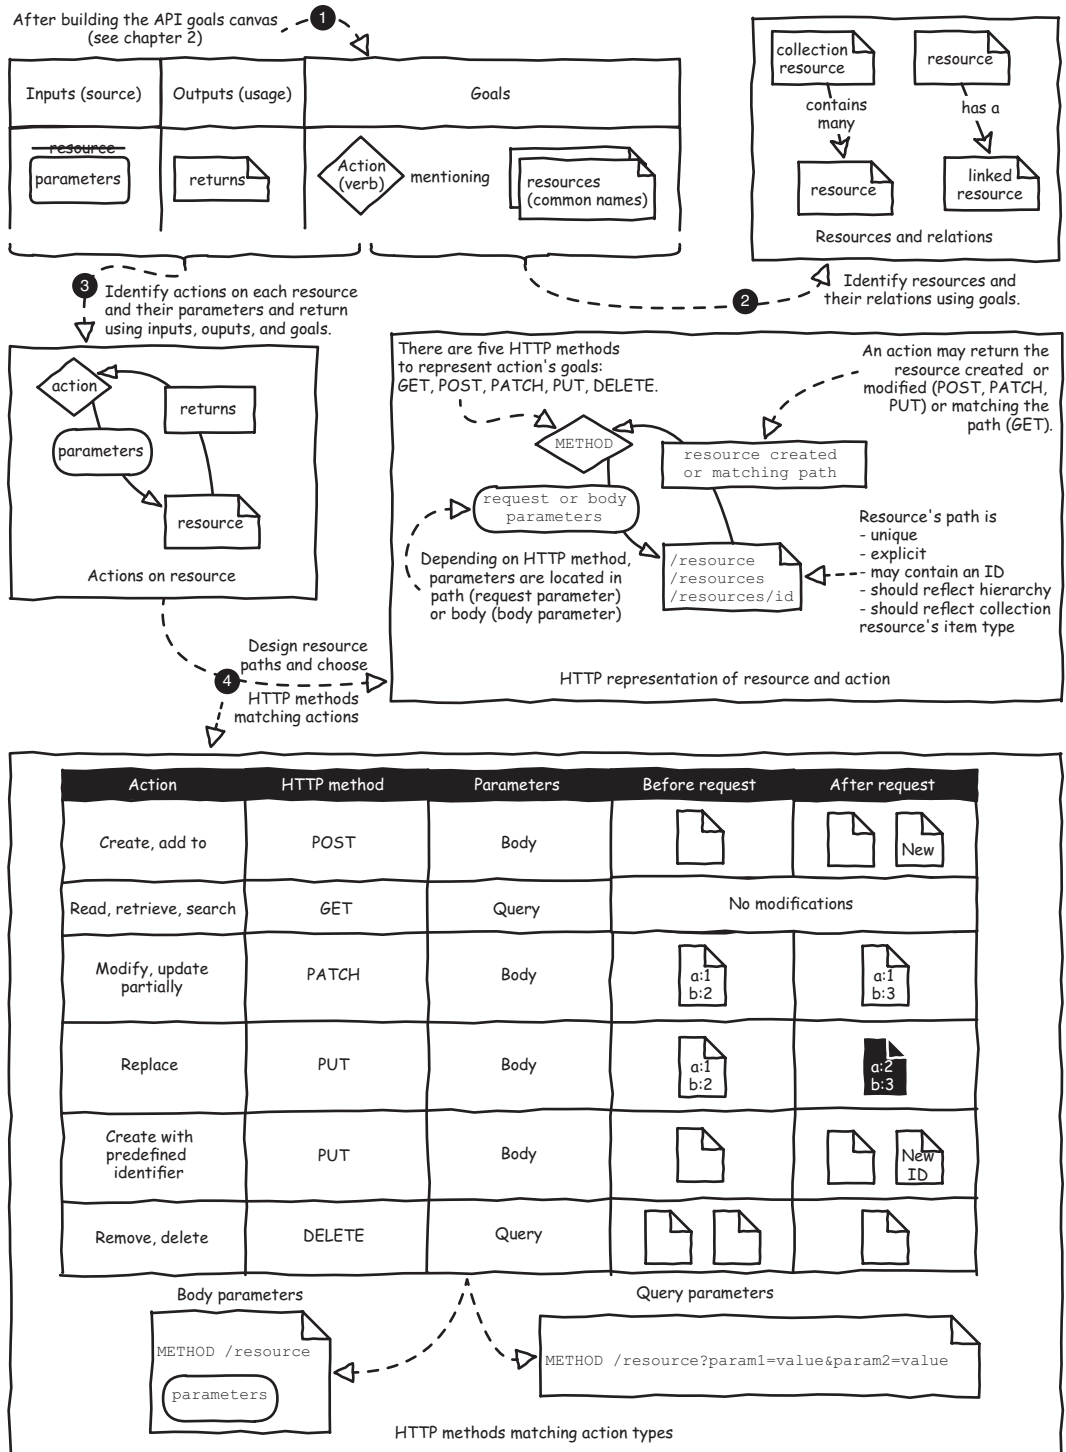 After building the API goals canvas
(see chapter 2)
1
Inputs (source)
Outputs (usage)
Goals
resource
parameters
returns
Action
(verb)
mentioning
resources
(common names)
collection
resource
resource
contains
many
has a
resource
linked
resource
Resources and relations
3
Identify actions on each resource
and their parameters and return
using inputs, ouputs, and goals.
2
Identify resources and
their relations using goals.
action
returns
parameters
resource
Actions on resource
There are five HTTP methods
to represent action's goals:
GET, POST, PATCH, PUT, DELETE.
An action may return the
resource created or
modified (POST, PATCH,
PUT) or matching the
path (GET).
METHOD
resource created
or matching path
request or body
parameters
Depending on HTTP method,
parameters are located in
path (request parameter)
or body (body parameter)
/resource
/resources
/resources/id
Resource's path is
- unique
- explicit
- may contain an ID
- should reflect hierarchy
- should reflect collection
resource's item type
HTTP representation of resource and action
4
Design resource
paths and choose
HTTP methods
matching actions
Action
HTTP method
Parameters
Before request
After request
Create, add to
POST
Body
New
Read, retrieve, search
GET
Query
No modifications
Modify, update
partially
PATCH
Body
a:1
b:2
a:1
b:3
Replace
PUT
Body
a:1
b:2
a:2
b:3
Create with
predefined
identifier
PUT
Body
New
ID
Remove, delete
DELETE
Query
Body parameters
METHOD /resource
parameters
Query parameters
METHOD /resource?param1=value&param2=value
HTTP methods matching action types